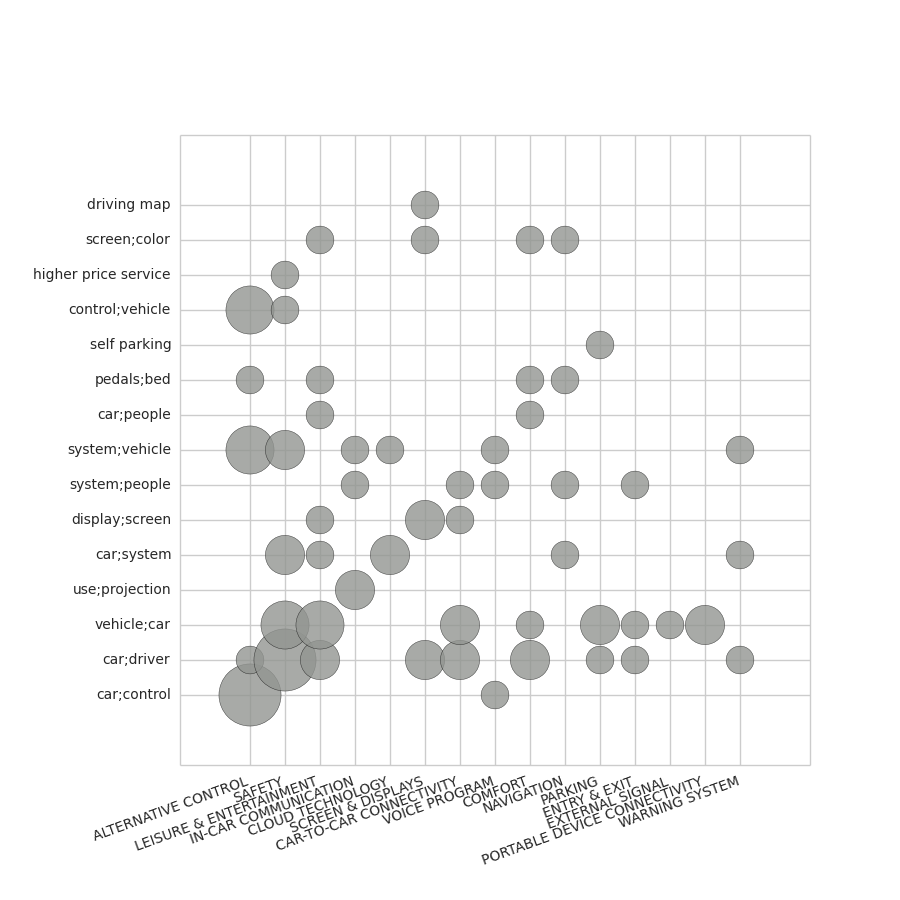 driving map
screen;color
higher price service
control;vehicle
self parking
pedals;bed
car;people
system;vehicle
system;people
display;screen
car;system
use;projection
vehicle;car
car;driver
car;control
ALTERNATIVE CONTROL
SAFETY
LEISURE & ENTERTAINMENT
IN-CAR COMMUNICATION
CLOUD TECHNOLOGY
SCREEN & DISPLAYS
CAR-TO-CAR CONNECTIVITY
VOICE PROGRAM
COMFORT
NAVIGATION
PARKING
ENTRY & EXIT
EXTERNAL SIGNAL
PORTABLE DEVICE CONNECTIVITY
WARNING SYSTEM